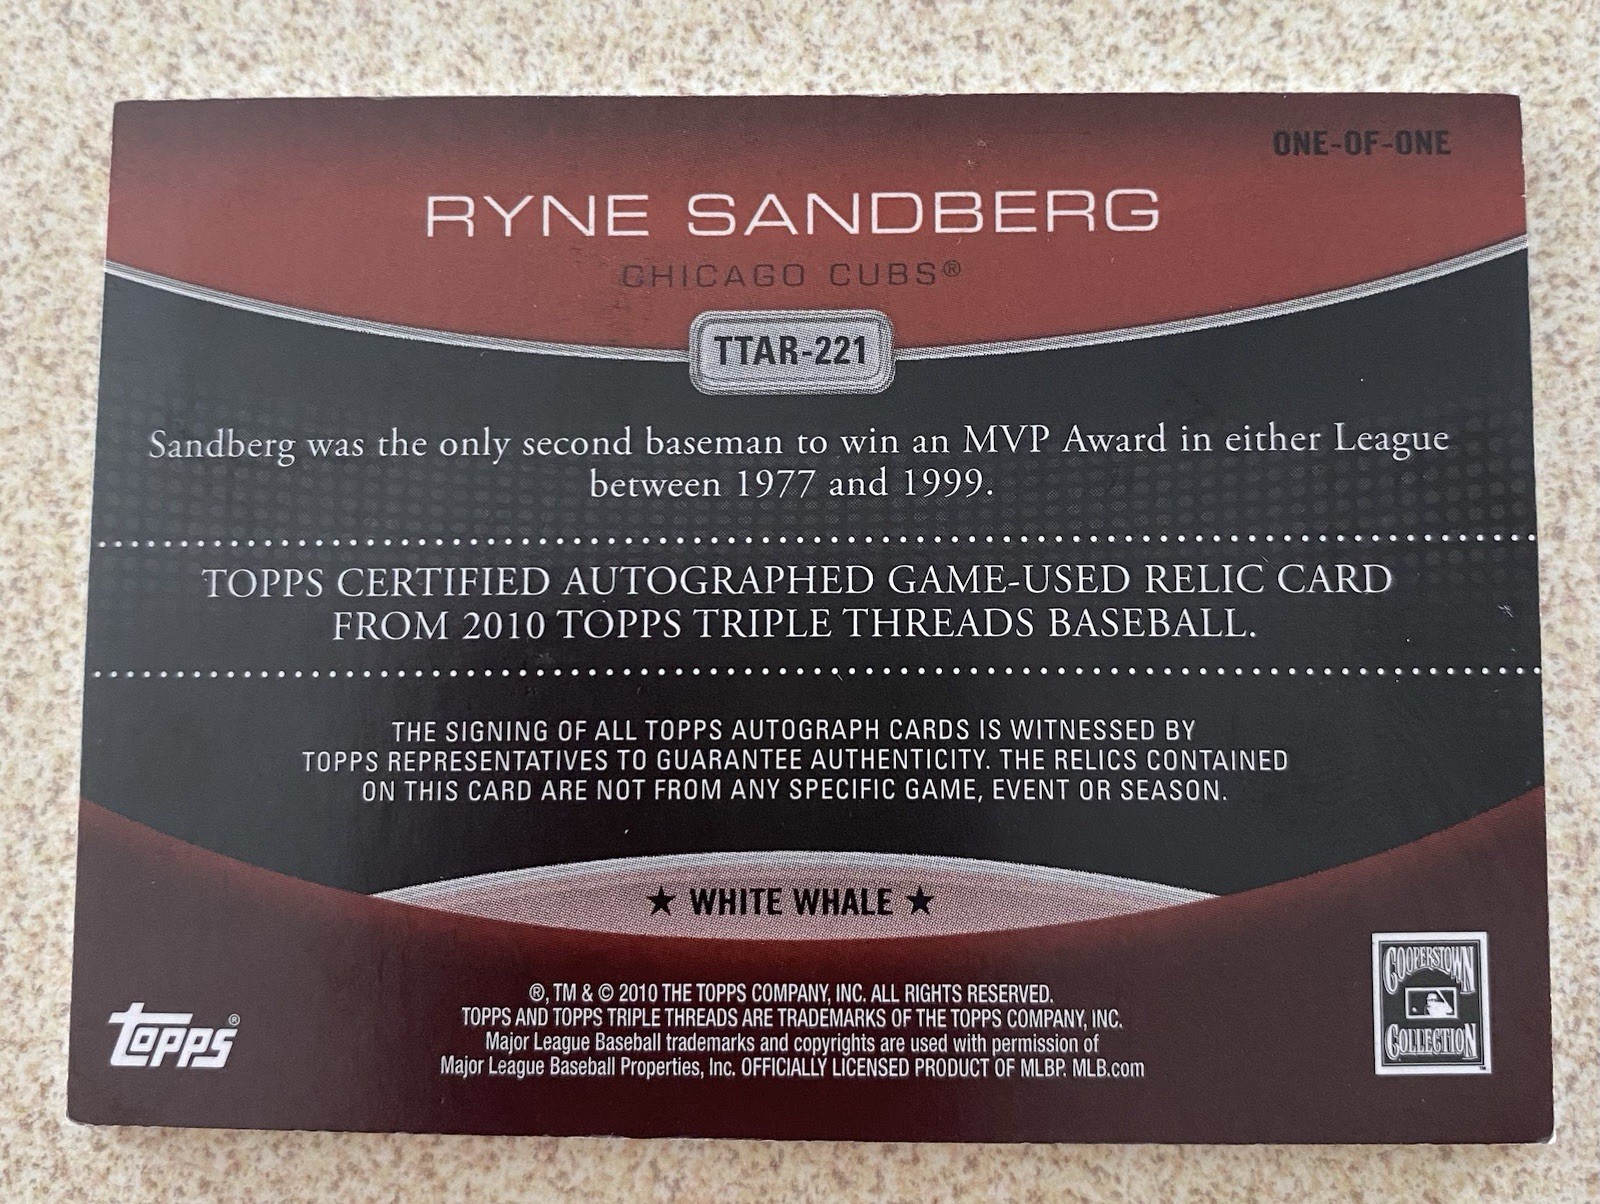 ONE-OF-ONE
RYNE SANDBERG
CHICAGO CUBS®
TTAR-221
Sandberg was the only second baseman to win an MVP Award in either League
between 1977 and 1999.
TOPPS CERTIFIED AUTOGRAPHED GAME-USED RELIC CARD
FROM 2010 TOPPS TRIPLE THREADS BASEBALL.
THE SIGNING OF ALL TOPPS AUTOGRAPH CARDS IS WITNESSED BY
TOPPS REPRESENTATIVES TO GUARANTEE AUTHENTICITY. THE RELICS CONTAINED
ON THIS CARD ARE NOT FROM ANY SPECIFIC GAME, EVENT OR SEASON.
★ WHITE WHALE ★
®, TM & © 2010 THE TOPPS COMPANY, INC. ALL RIGHTS RESERVED.
TOPPS AND TOPPS TRIPLE THREADS ARE TRADEMARKS OF THE TOPPS COMPANY, INC.
Major League Baseball trademarks and copyrights are used with permission of
Major League Baseball Properties, Inc. OFFICIALLY LICENSED PRODUCT OF MLBP. MLB.com
topps®
COOPERSTOWN
COLLECTION™